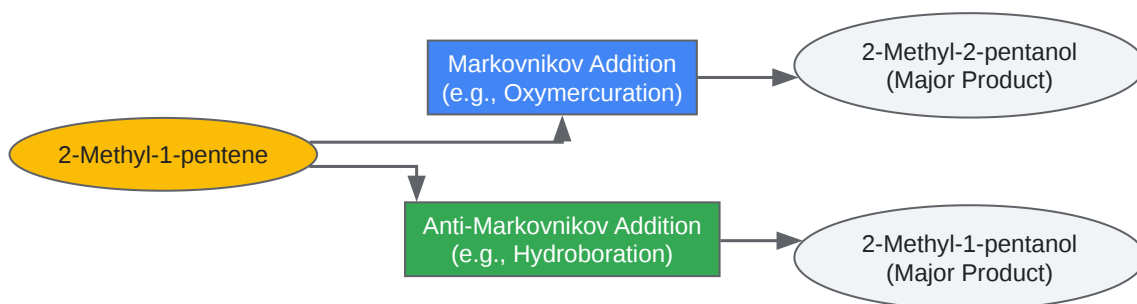 2-Methyl-1-pentene
Markovnikov Addition
(e.g., Oxymercuration)
2-Methyl-2-pentanol
(Major Product)
Anti-Markovnikov Addition
(e.g., Hydroboration)
2-Methyl-1-pentanol
(Major Product)